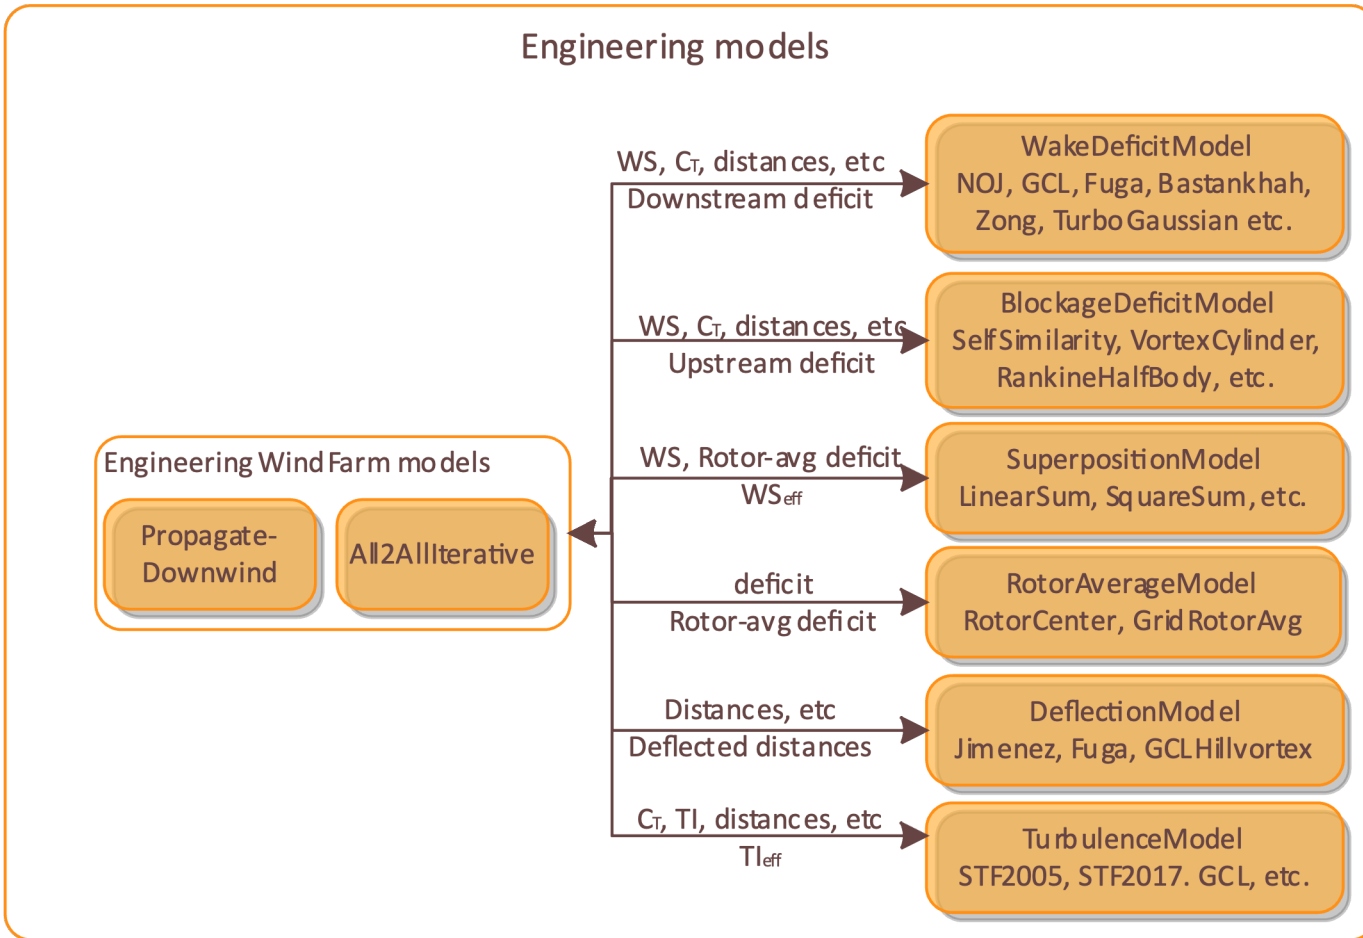 Engineering models
WS, CT, distances, etc
Downstream deficit
WakeDeficitModel
NOJ, GCL, Fuga, Bastankhah,
Zong, TurboGaussian etc.
WS, CT, distances, etc
Upstream deficit
BlockageDeficitModel
SelfSimilarity, VortexCylinder,
RankineHalfBody, etc.
Engineering Wind Farm models
Propagate-
Downwind
All2AllIterative
WS, Rotor-avg deficit
WSeff
SuperpositionModel
LinearSum, SquareSum, etc.
deficit
Rotor-avg deficit
RotorAverageModel
RotorCenter, GridRotorAvg
Distances, etc
Deflected distances
DeflectionModel
Jimenez, Fuga, GCLHillvortex
CT, TI, distances, etc
TIeff
TurbulenceModel
STF2005, STF2017. GCL, etc.